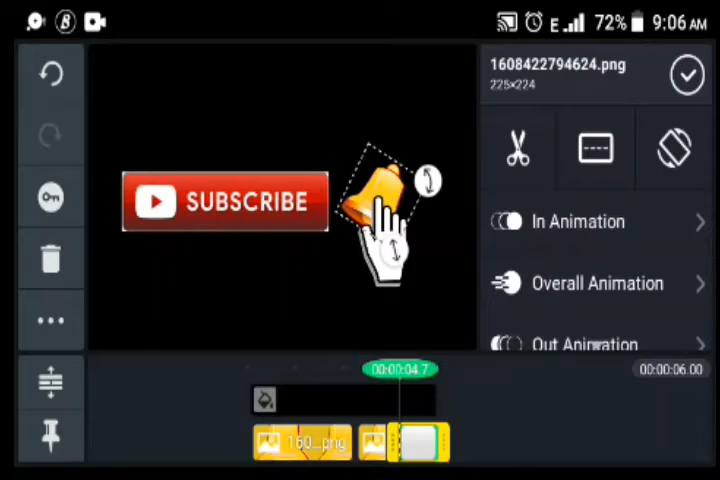 72% 9:06 AM
1608422794624.png
225×224
SUBSCRIBE
In Animation
Overall Animation
Out Animation
00:00:04.7
00:00:06.00
160...png